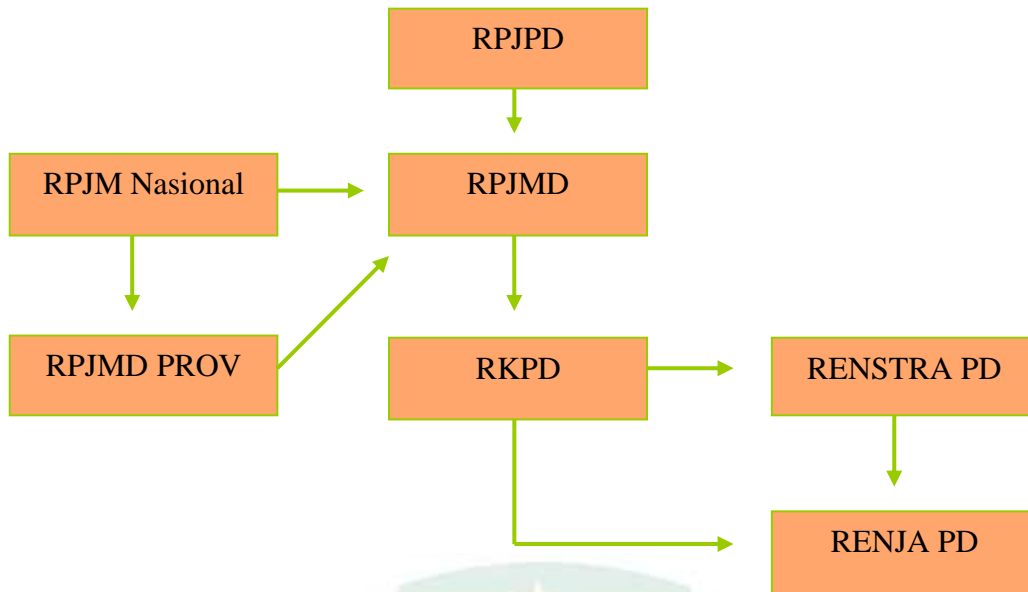 RPJPD
RPJM Nasional
RPJMD
RPJMD PROV
RKPD
RENSTRA PD
RENJA PD